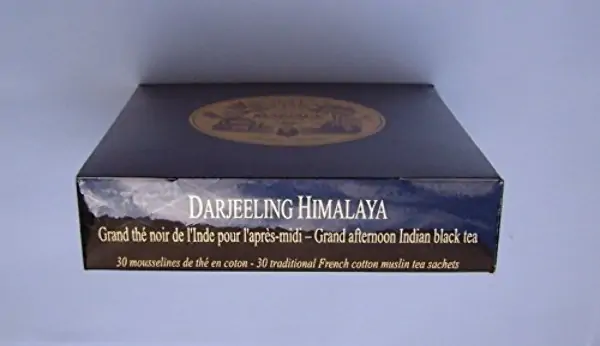 DARJEELING HIMALAYA
Grand thé noir de l'Inde pour l'après-midi – Grand afternoon Indian black tea
30 mousselines de thé en coton - 30 traditional French cotton muslin tea sachets